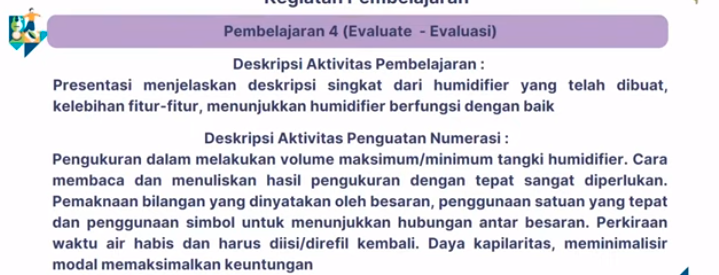 Kegiatan Pembelajaran
Pembelajaran 4 (Evaluate - Evaluasi)
Deskripsi Aktivitas Pembelajaran :
Presentasi menjelaskan deskripsi singkat dari humidifier yang telah dibuat,
kelebihan fitur-fitur, menunjukkan humidifier berfungsi dengan baik
Deskripsi Aktivitas Penguatan Numerasi :
Pengukuran dalam melakukan volume maksimum/minimum tangki humidifier. Cara
membaca dan menuliskan hasil pengukuran dengan tepat sangat diperlukan.
Pemaknaan bilangan yang dinyatakan oleh besaran, penggunaan satuan yang tepat
dan penggunaan simbol untuk menunjukkan hubungan antar besaran. Perkiraan
waktu air habis dan harus diisi/direfil kembali. Daya kapilaritas, meminimalisir
modal memaksimalkan keuntungan